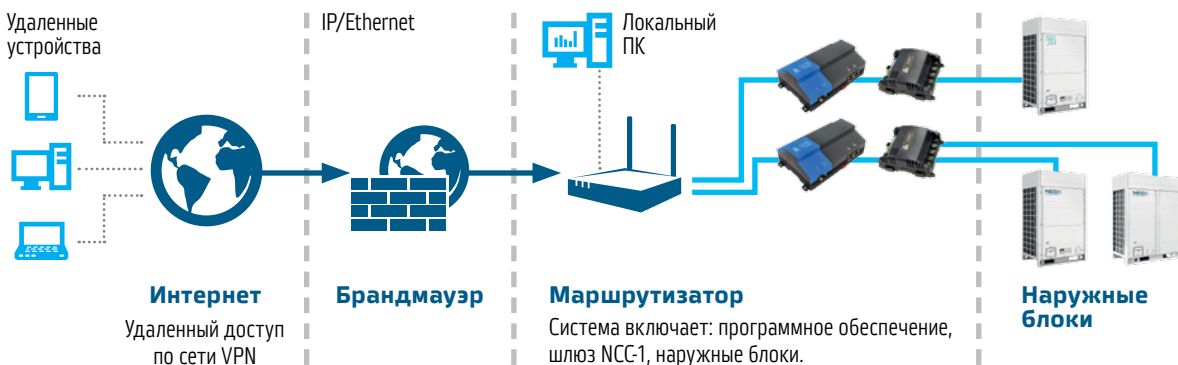 Удаленные
устройства
IP/Ethernet
Локальный
ПК
Интернет
Удаленный доступ
по сети VPN
Брандмауэр
Маршрутизатор
Система включает: программное обеспечение,
шлюз NCC-1, наружные блоки.
Наружные
блоки